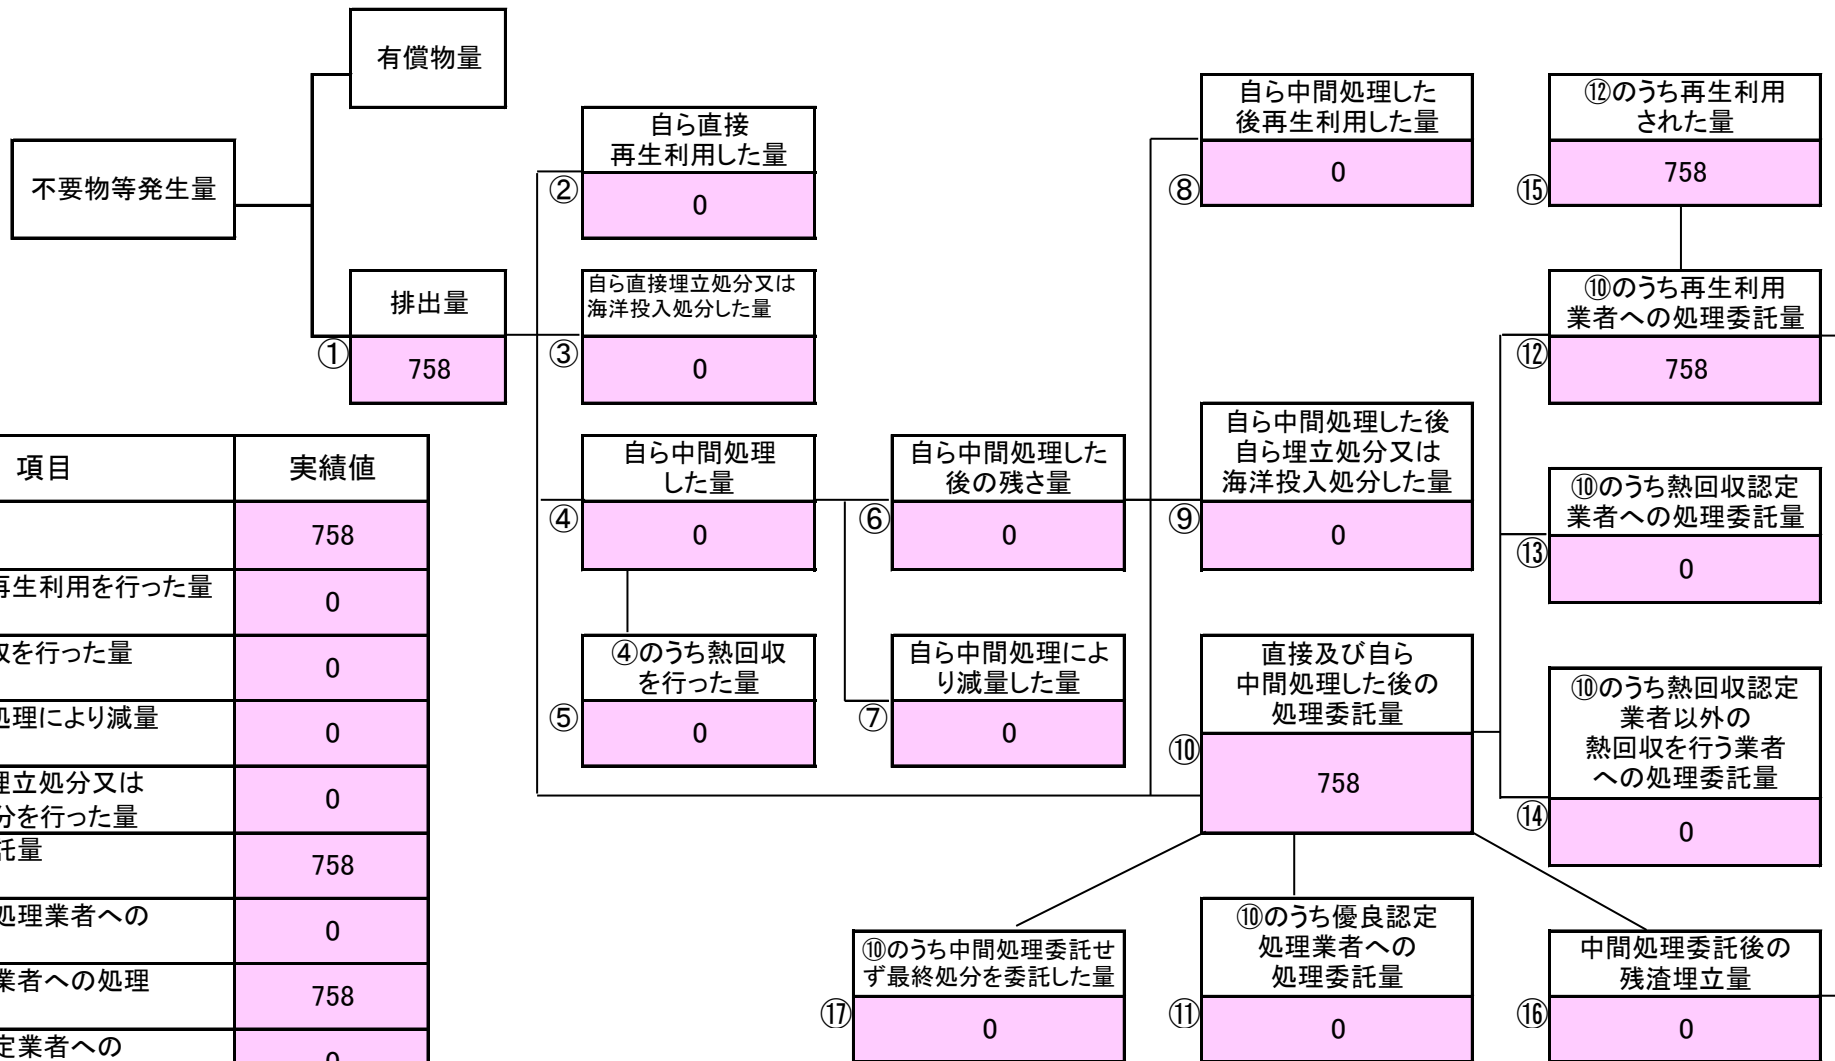 有償物量
不要物等発生量
排出量
①
758
自ら直接
再生利用した量
②
0
自ら直接埋立処分又は
海洋投入処分した量
③
0
自ら中間処理
した量
④
0
④のうち熱回収
を行った量
⑤
0
自ら中間処理した
後の残さ量
⑥
0
自ら中間処理によ
り減量した量
⑦
0
自ら中間処理した
後再生利用した量
⑧
0
自ら中間処理した後
自ら埋立処分又は
海洋投入処分した量
⑨
0
直接及び自ら
中間処理した後の
処理委託量
⑩
758
⑫のうち再生利用
された量
⑮
758
⑩のうち再生利用
業者への処理委託量
⑫
758
⑩のうち熱回収認定
業者への処理委託量
⑬
0
⑩のうち熱回収認定
業者以外の
熱回収を行う業者
への処理委託量
⑭
0
⑩のうち中間処理委託せ
ず最終処分を委託した量
⑰
0
⑩のうち優良認定
処理業者への
処理委託量
⑪
0
中間処理委託後の
残渣埋立量
⑯
0
項目 実績値
758
再生利用を行った量 0
を行った量 0
処理により減量 0
埋立処分又は
分を行った量 0
託量 758
処理業者への 0
業者への処理 758
定業者への 0